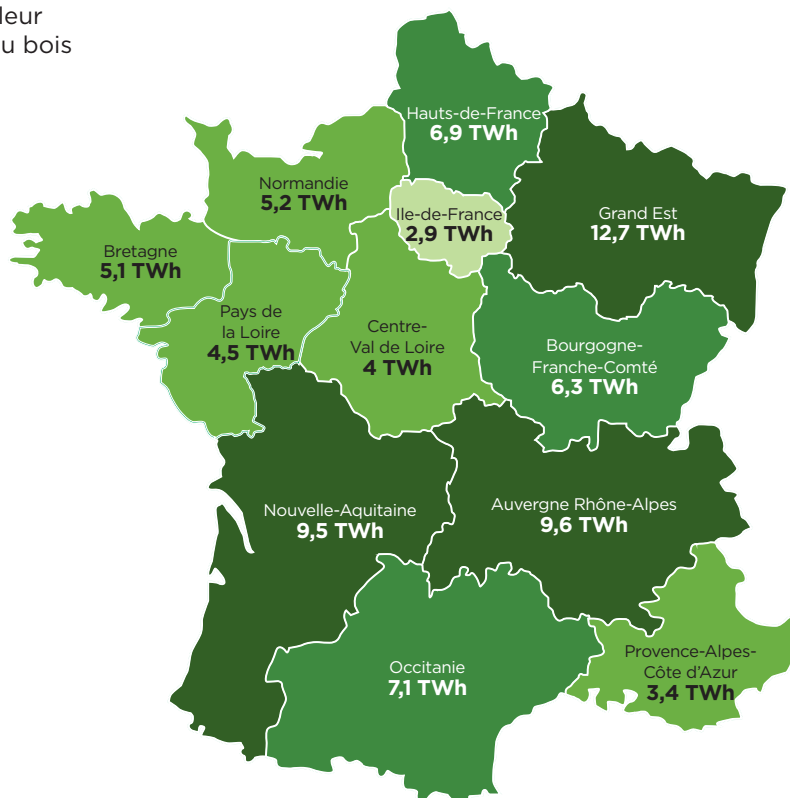 leur
u bois
Hauts-de-France
6,9 TWh
Normandie
5,2 TWh
Ile-de-France
2,9 TWh
Grand Est
12,7 TWh
Bretagne
5,1 TWh
Pays de
la Loire
4,5 TWh
Centre-
Val de Loire
4 TWh
Bourgogne-
Franche-Comté
6,3 TWh
Nouvelle-Aquitaine
9,5 TWh
Auvergne Rhône-Alpes
9,6 TWh
Occitanie
7,1 TWh
Provence-Alpes-
Côte d'Azur
3,4 TWh